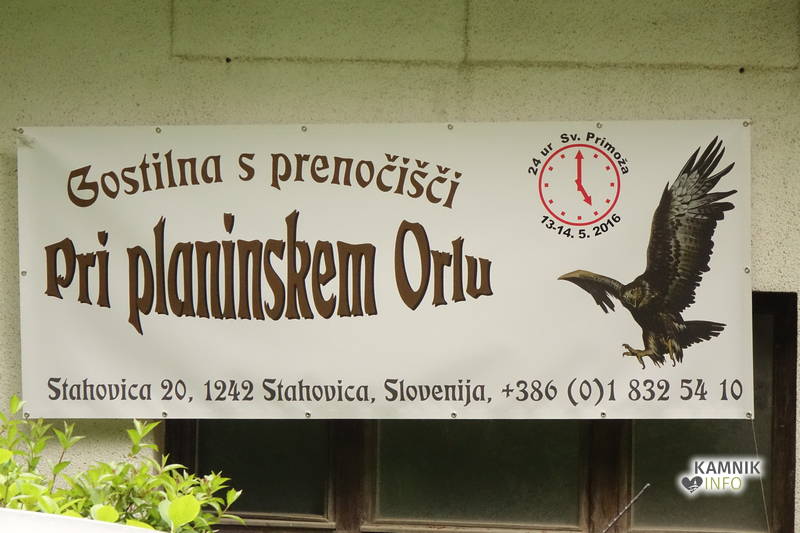 Gostilna s prenočišči
Pri planinskem Orlu
24 ur Sv. Primoža
13-14. 5. 2016
Stahovica 20, 1242 Stahovica, Slovenija, +386 (0)1 832 54 10
KAMNIK
INFO